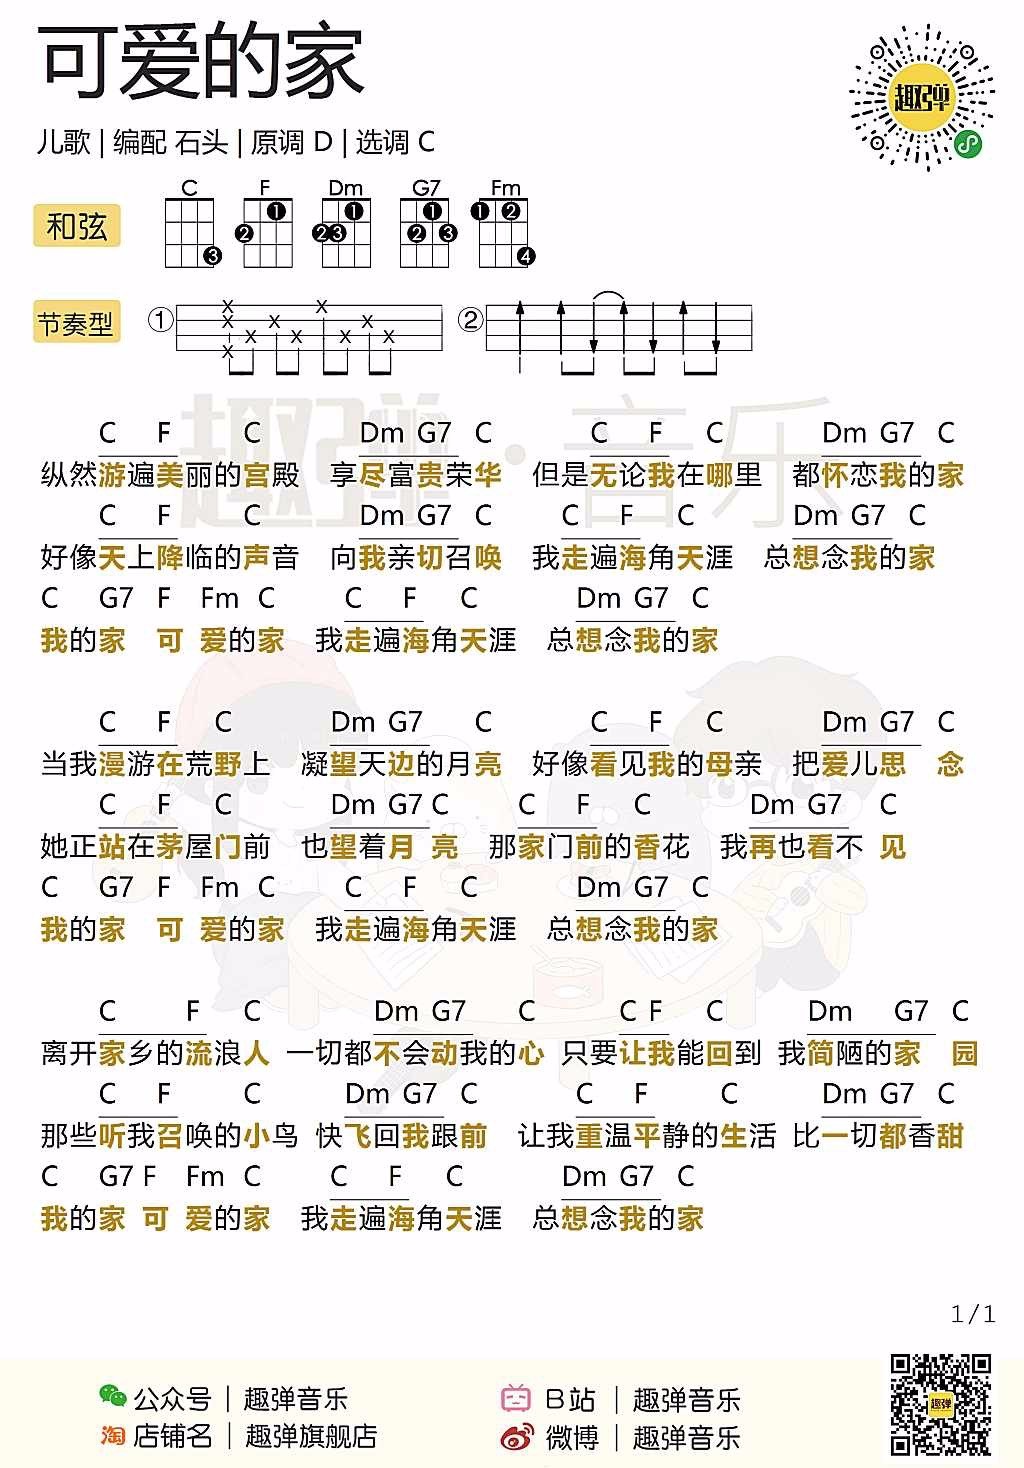 可爱的家
趣弹
儿歌 | 编配 石头 | 原调 D | 选调 C
和弦 C F Dm G7 Fm
1 1 1 1 1 2
2 2 3 2 3
3 4
节奏型 ① ②
趣弹·音乐
C F C Dm G7 C C F C Dm G7 C
纵然游遍美丽的宫殿 享尽富贵荣华 但是无论我在哪里 都怀恋我的家
C F C Dm G7 C C F C Dm G7 C
好像天上降临的声音 向我亲切召唤 我走遍海角天涯 总想念我的家
C G7 F Fm C C F C Dm G7 C
我的家 可 爱的家 我走遍海角天涯 总想念我的家
C F C Dm G7 C C F C Dm G7 C
当我漫游在荒野上 凝望天边的月亮 好像看见我的母亲 把爱儿思 念
C F C Dm G7 C C F C Dm G7 C
她正站在茅屋门前 也望着月 亮 那家门前的香花 我再也看不 见
C G7 F Fm C C F C Dm G7 C
我的家 可 爱的家 我走遍海角天涯 总想念我的家
C F C Dm G7 C C F C Dm G7 C
离开家乡的流浪人 一切都不会动我的心 只要让我能回到 我简陋的家 园
C F C Dm G7 C C F C Dm G7 C
那些听我召唤的小鸟 快飞回我跟前 让我重温平静的生活 比一切都香甜
C G7 F Fm C C F C Dm G7 C
我的家 可 爱的家 我走遍海角天涯 总想念我的家
1/1
公众号 | 趣弹音乐 B站 | 趣弹音乐
淘 店铺名 | 趣弹旗舰店 微博 | 趣弹音乐
趣弹